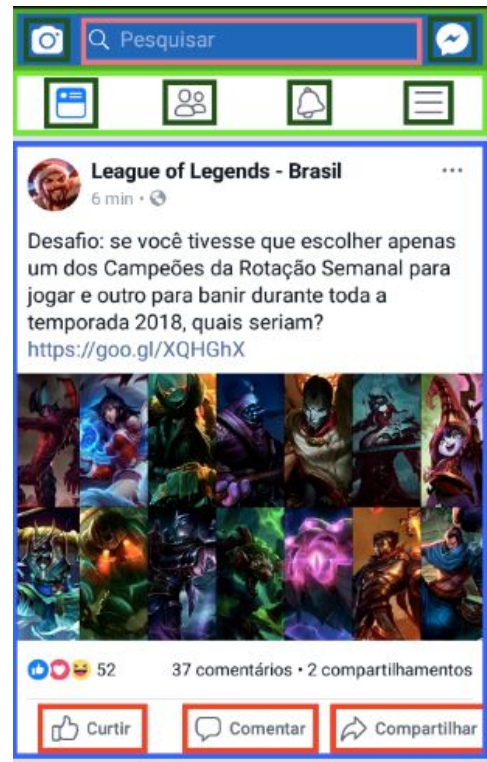 Pesquisar
League of Legends - Brasil
6 min •
Desafio: se você tivesse que escolher apenas
um dos Campeões da Rotação Semanal para
jogar e outro para banir durante toda a
temporada 2018, quais seriam?
https://goo.gl/XQHGhX
52 37 comentários • 2 compartilhamentos
Curtir Comentar Compartilhar